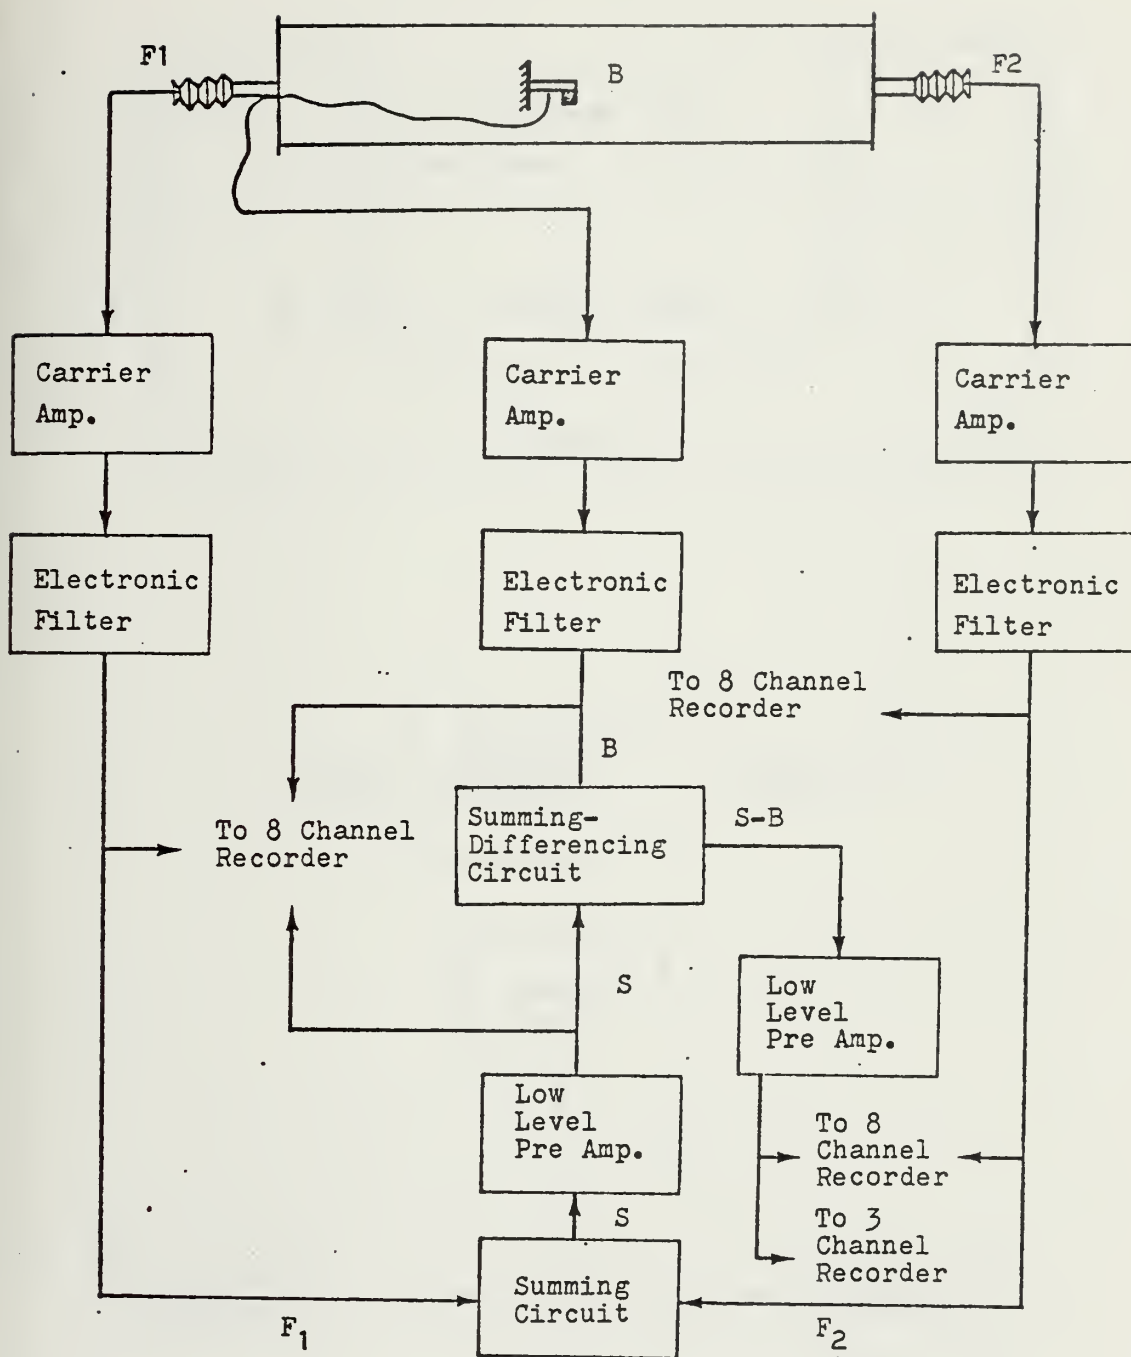 F1
B
F2
Carrier
Amp.
Carrier
Amp.
Carrier
Amp.
Electronic
Filter
Electronic
Filter
Electronic
Filter
To 8 Channel
Recorder
B
To 8 Channel
Recorder
Summing-
Differencing
Circuit
S-B
S
Low
Level
Pre Amp.
Low
Level
Pre Amp.
To 8
Channel
Recorder
S
To 3
Channel
Recorder
Summing
Circuit
F1
F2